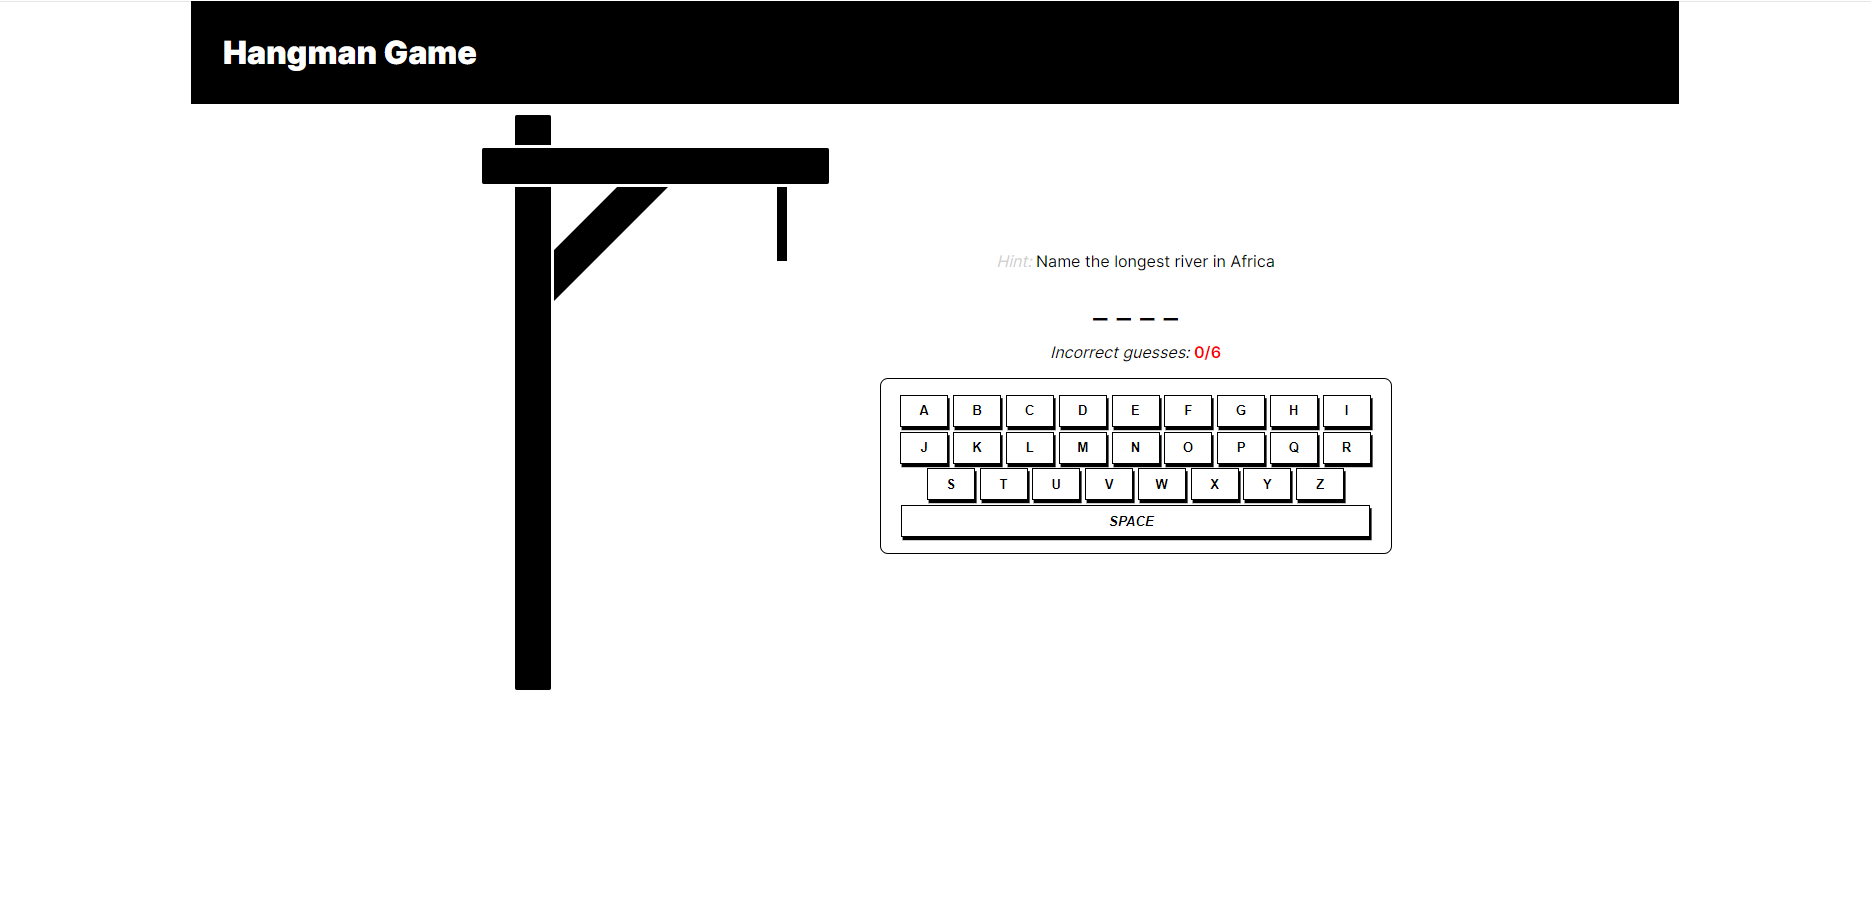 Hangman Game
Hint: Name the longest river in Africa
_ _ _ _
Incorrect guesses: 0/6
A B C D E F G H I
J K L M N O P Q R
S T U V W X Y Z
SPACE